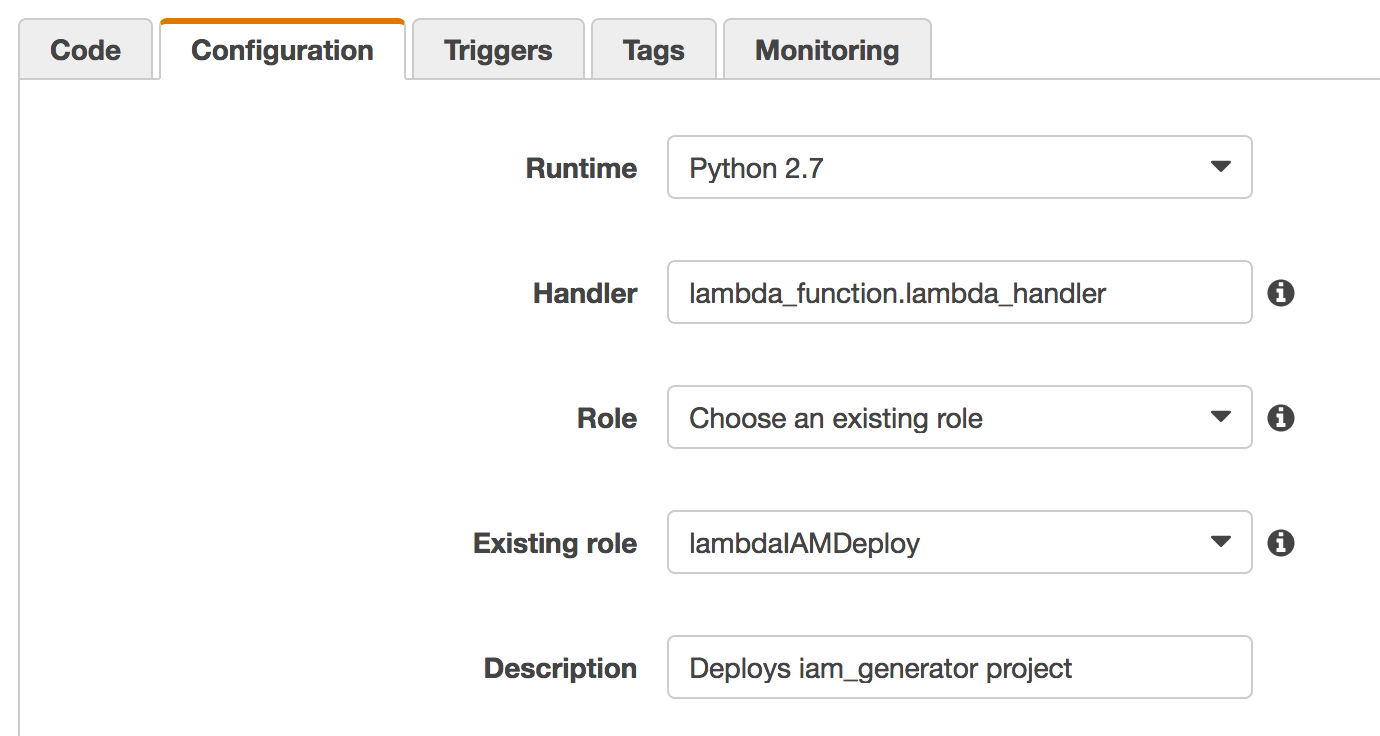 Code Configuration Triggers Tags Monitoring
Runtime Python 2.7
Handler lambda_function.lambda_handler
Role Choose an existing role
Existing role lambdaIAMDeploy
Description Deploys iam_generator project